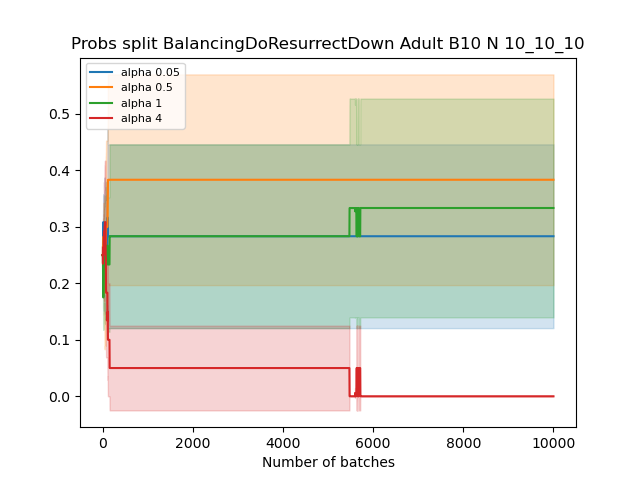 Probs split BalancingDoResurrectDown Adult B10 N 10_10_10
alpha 0.05
alpha 0.5
alpha 1
alpha 4
0.5
0.4
0.3
0.2
0.1
0.0
0 2000 4000 6000 8000 10000
Number of batches